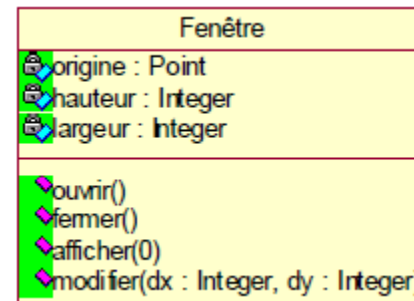 Fenêtre
origine : Point
hauteur : Integer
largeur : Integer
ouvrir()
fermer()
afficher(0)
modifier(dx : Integer, dy : Integer)